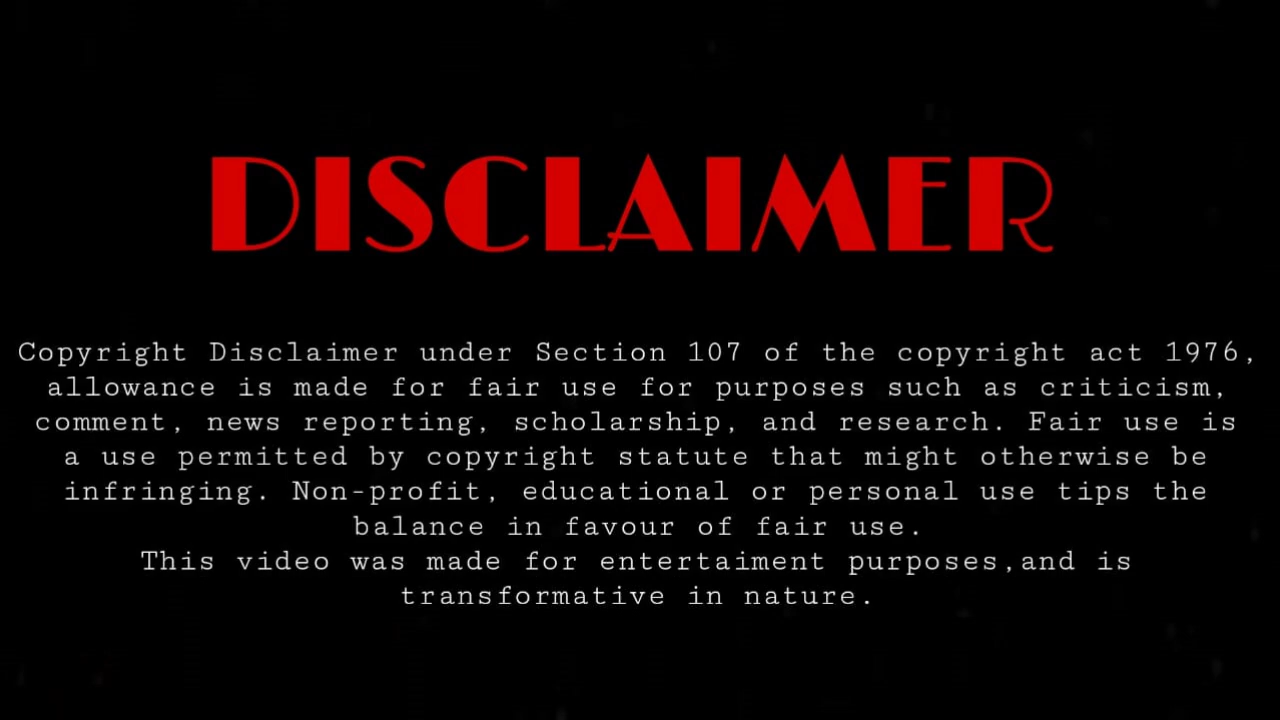 DISCLAIMER
Copyright Disclaimer under Section 107 of the copyright act 1976,
allowance is made for fair use for purposes such as criticism,
comment, news reporting, scholarship, and research. Fair use is
a use permitted by copyright statute that might otherwise be
infringing. Non-profit, educational or personal use tips the
balance in favour of fair use.
This video was made for entertaiment purposes,and is
transformative in nature.